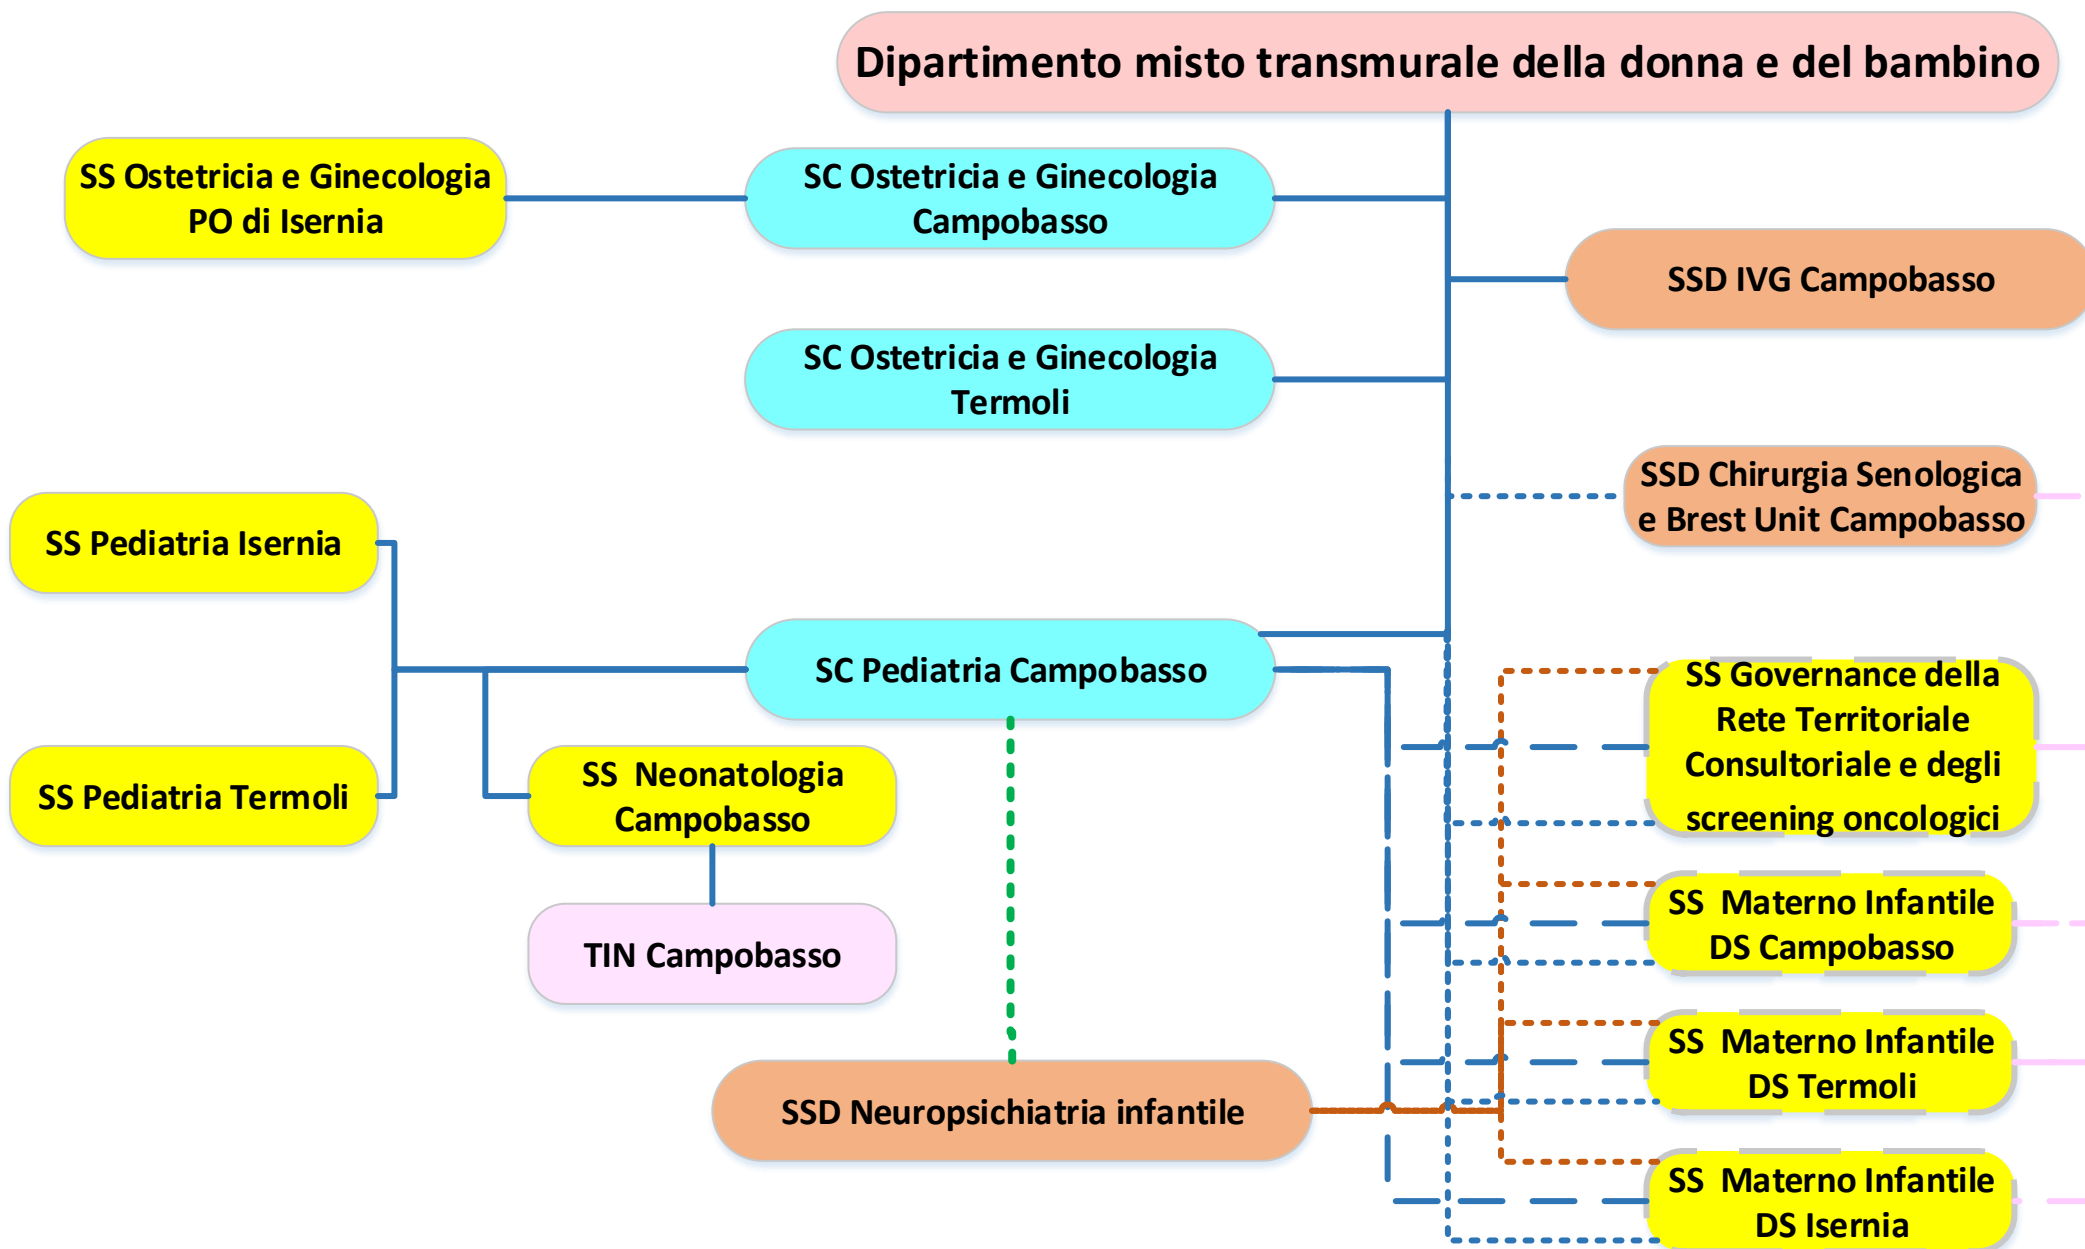 Dipartimento misto transmurale della donna e del bambino
SS Ostetricia e Ginecologia
PO di Isernia
SC Ostetricia e Ginecologia
Campobasso
SSD IVG Campobasso
SC Ostetricia e Ginecologia
Termoli
SSD Chirurgia Senologica
e Brest Unit Campobasso
SS Pediatria Isernia
SC Pediatria Campobasso
SS Governance della
Rete Territoriale
Consultoriale e degli
screening oncologici
SS Pediatria Termoli
SS Neonatologia
Campobasso
TIN Campobasso
SS Materno Infantile
DS Campobasso
SS Materno Infantile
DS Termoli
SSD Neuropsichiatria infantile
SS Materno Infantile
DS Isernia